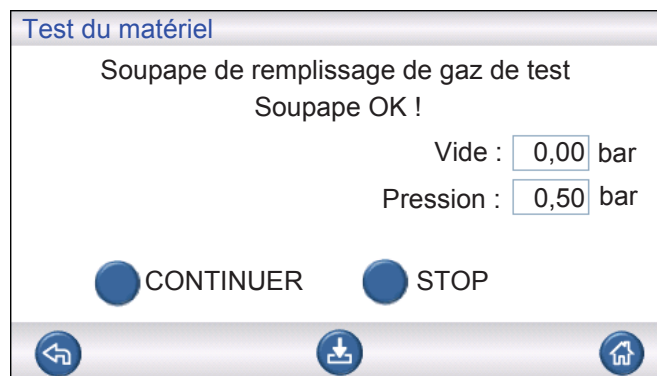 Test du matériel
Soupape de remplissage de gaz de test
Soupape OK !
Vide : 0,00 bar
Pression : 0,50 bar
CONTINUER STOP